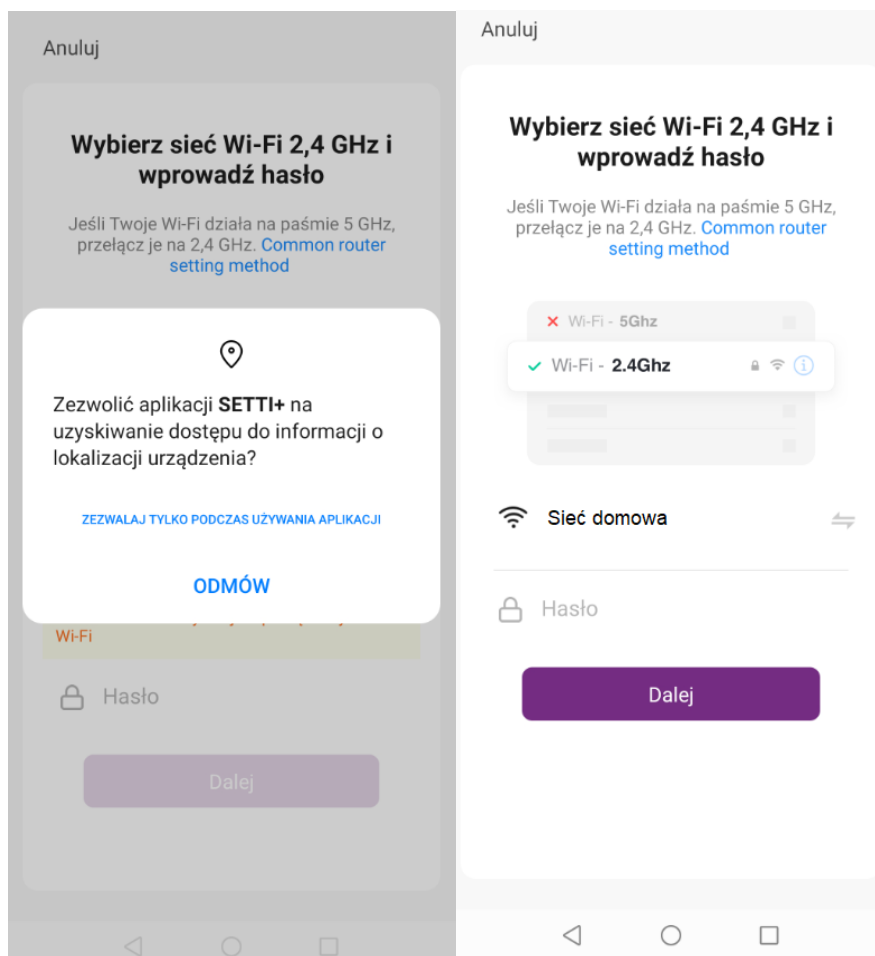 Anuluj
Wybierz sieć Wi-Fi 2,4 GHz i
wprowadź hasło
Jeśli Twoje Wi-Fi działa na paśmie 5 GHz,
przełącz je na 2,4 GHz. Common router
setting method
Zezwolić aplikacji SETTI+ na
uzyskiwanie dostępu do informacji o
lokalizacji urządzenia?
ZEZWALAJ TYLKO PODCZAS UŻYWANIA APLIKACJI
ODMÓW
Wi-Fi
Hasło
Dalej
Anuluj
Wybierz sieć Wi-Fi 2,4 GHz i
wprowadź hasło
Jeśli Twoje Wi-Fi działa na paśmie 5 GHz,
przełącz je na 2,4 GHz. Common router
setting method
Wi-Fi - 5Ghz
Wi-Fi - 2.4Ghz
Sieć domowa
Hasło
Dalej